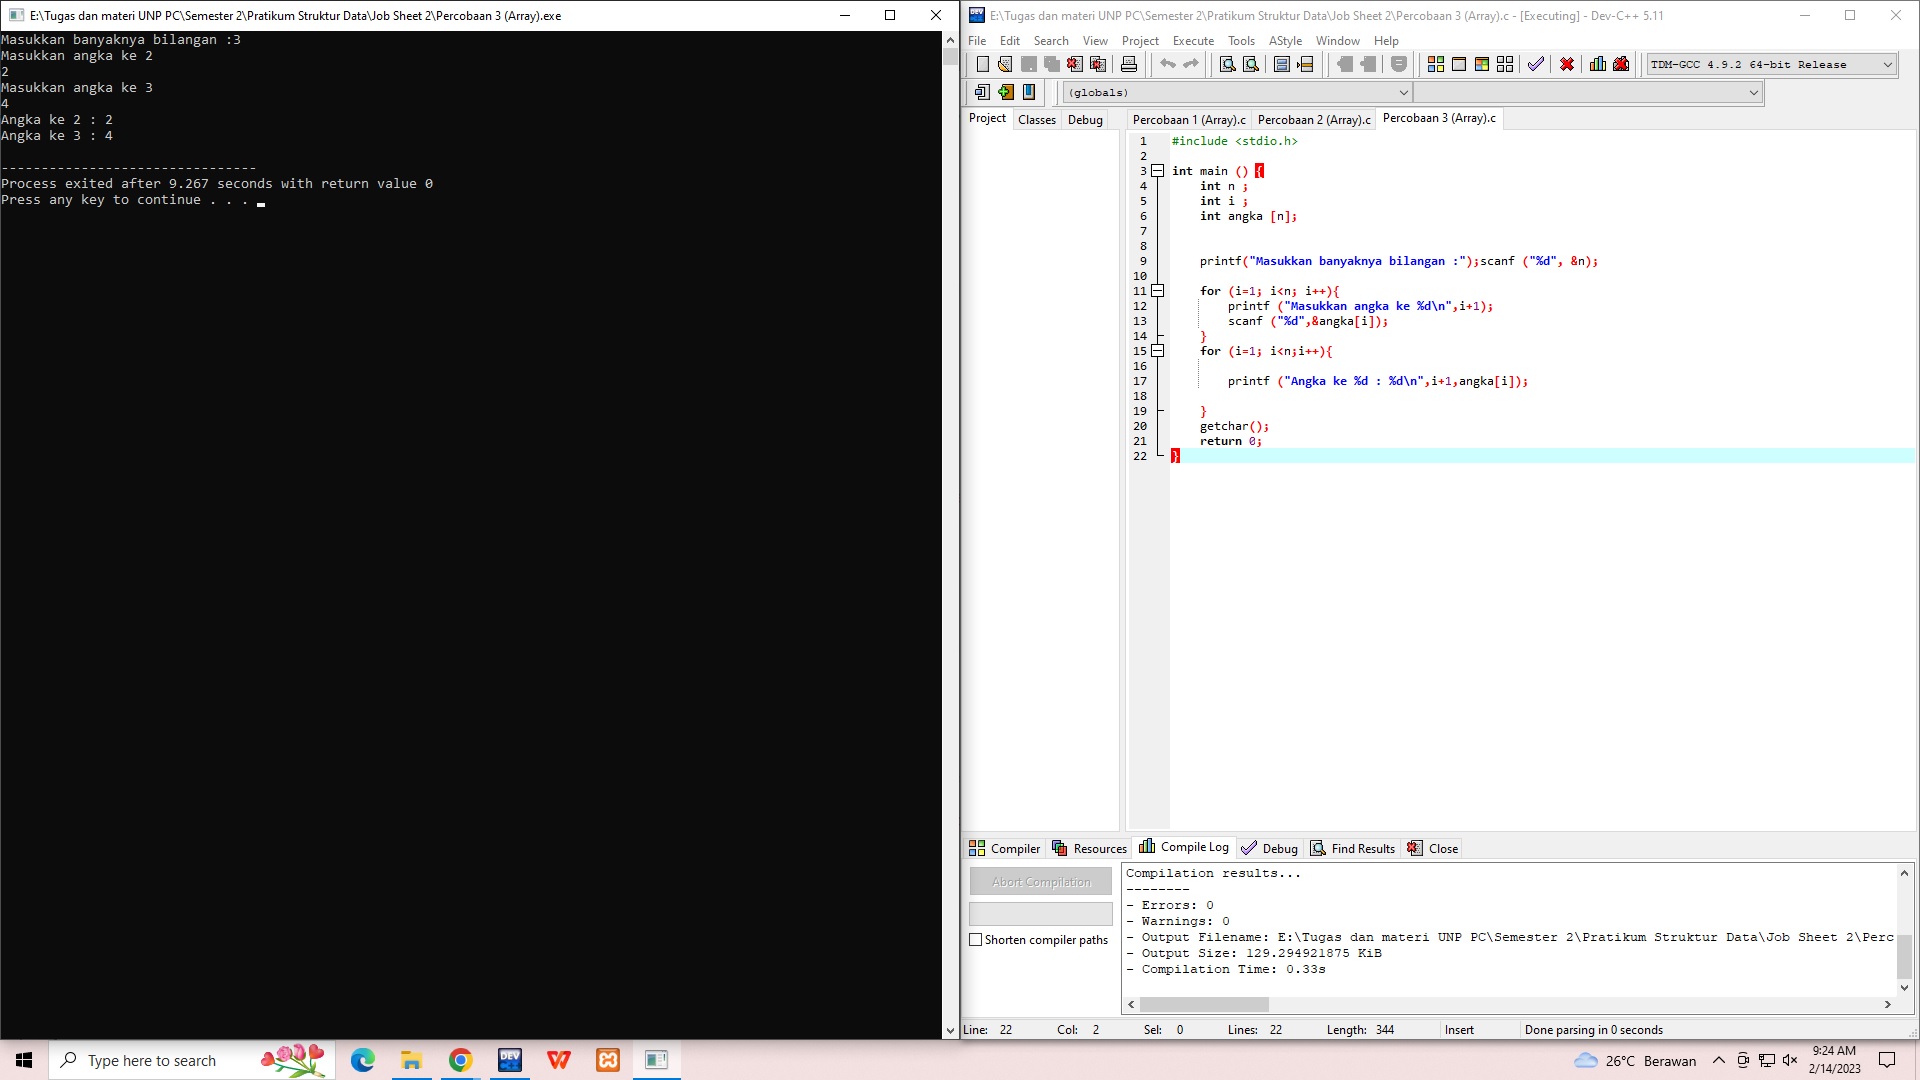 E:\Tugas dan materi UNP PC\Semester 2\Pratikum Struktur Data\Job Sheet 2\Percobaan 3 (Array).exe
Masukkan banyaknya bilangan :3
Masukkan angka ke 2
2
Masukkan angka ke 3
4
Angka ke 2 : 2
Angka ke 3 : 4
--------------------------------
Process exited after 9.267 seconds with return value 0
Press any key to continue . . .
E:\Tugas dan materi UNP PC\Semester 2\Pratikum Struktur Data\Job Sheet 2\Percobaan 3 (Array).c - [Executing] - Dev-C++ 5.11
File Edit Search View Project Execute Tools AStyle Window Help
TDM-GCC 4.9.2 64-bit Release
(globals)
Project Classes Debug
Percobaan 1 (Array).c Percobaan 2 (Array).c Percobaan 3 (Array).c
1 #include <stdio.h>
2
3 int main () {
4 int n ;
5 int i ;
6 int angka [n];
7
8
9 printf("Masukkan banyaknya bilangan :");scanf ("%d", &n);
10
11 for (i=1; i<n; i++){
12 printf ("Masukkan angka ke %d\n",i+1);
13 scanf ("%d",&angka[i]);
14 }
15 for (i=1; i<n;i++){
16
17 printf ("Angka ke %d : %d\n",i+1,angka[i]);
18
19 }
20 getchar();
21 return 0;
22 }
Compiler Resources Compile Log Debug Find Results Close
Abort Compilation
Shorten compiler paths
Compilation results...
--------
- Errors: 0
- Warnings: 0
- Output Filename: E:\Tugas dan materi UNP PC\Semester 2\Pratikum Struktur Data\Job Sheet 2\Perc
- Output Size: 129.294921875 KiB
- Compilation Time: 0.33s
Line: 22 Col: 2 Sel: 0 Lines: 22 Length: 344 Insert Done parsing in 0 seconds
Type here to search
DEV
26°C Berawan
9:24 AM
2/14/2023